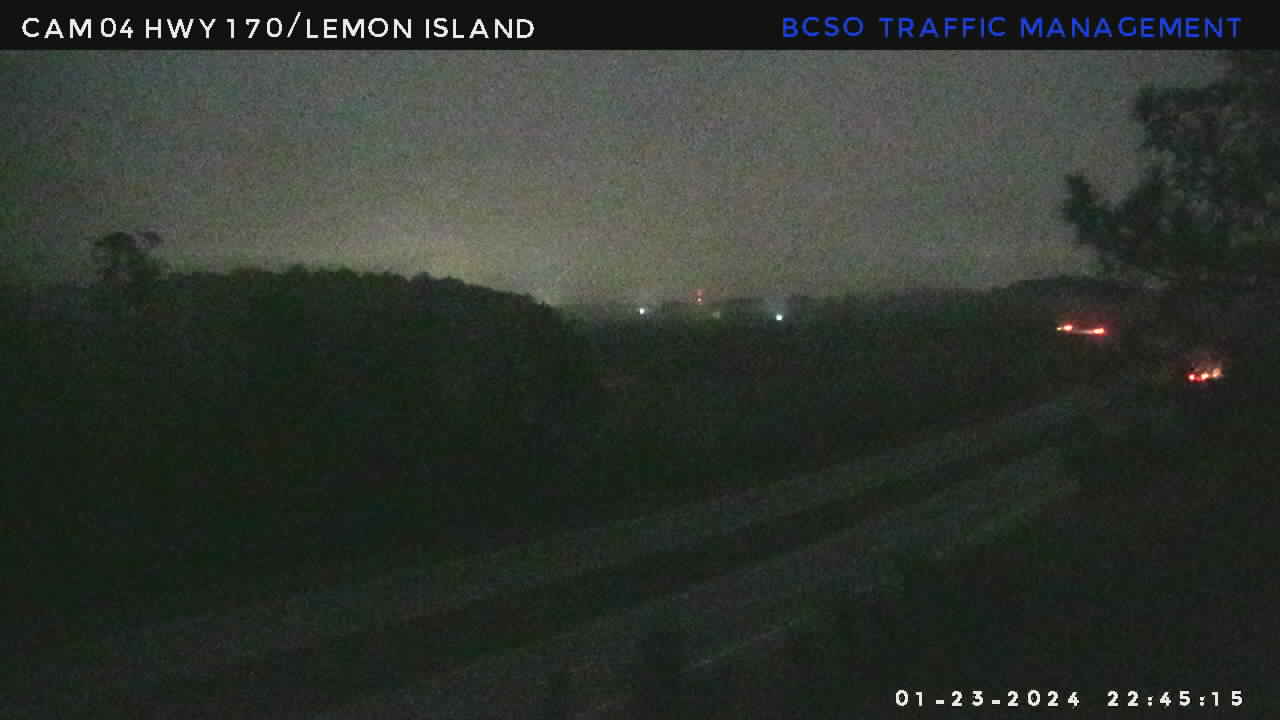 CAM04 HWY 170/LEMON ISLAND
BCSO TRAFFIC MANAGEMENT
01-23-2024 22:45:15